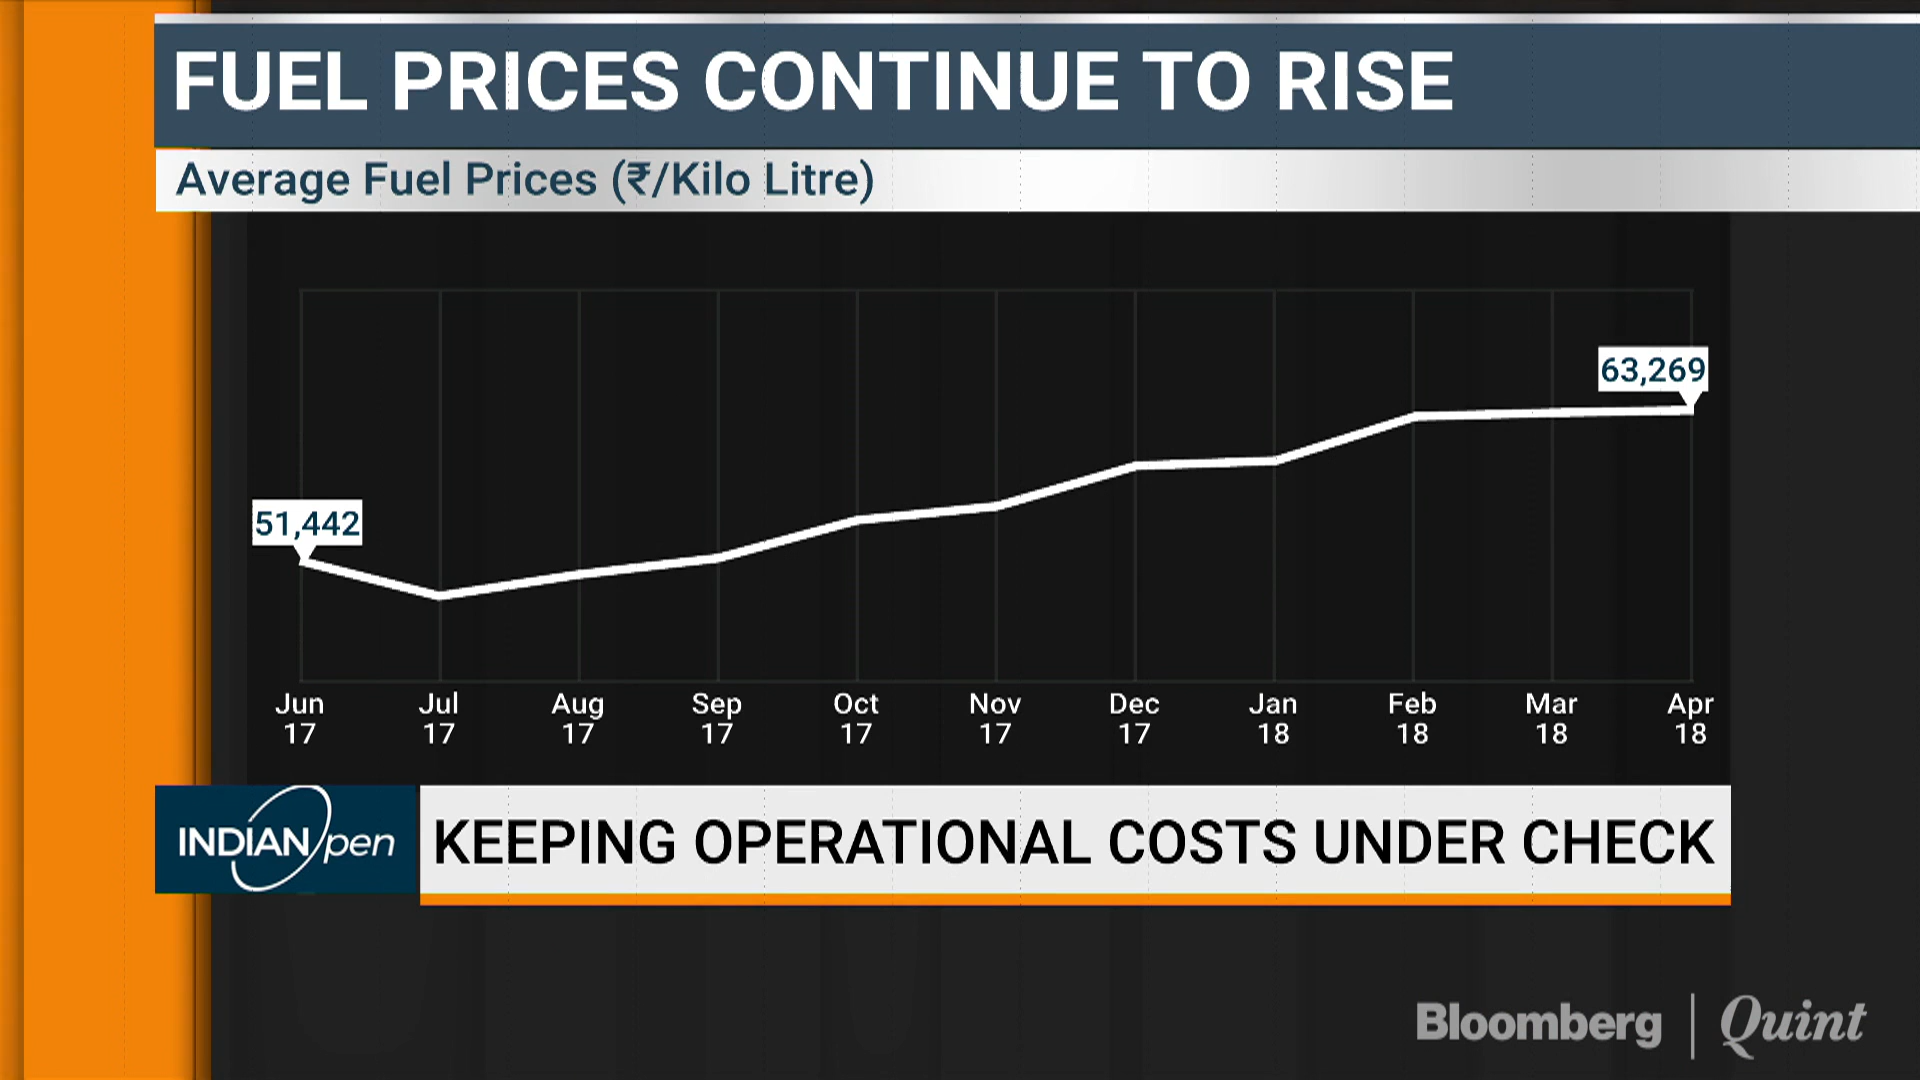 FUEL PRICES CONTINUE TO RISE
Average Fuel Prices (₹/Kilo Litre)
63,269
51,442
Jun 17
Jul 17
Aug 17
Sep 17
Oct 17
Nov 17
Dec 17
Jan 18
Feb 18
Mar 18
Apr 18
INDIAN Open
KEEPING OPERATIONAL COSTS UNDER CHECK
Bloomberg | Quint